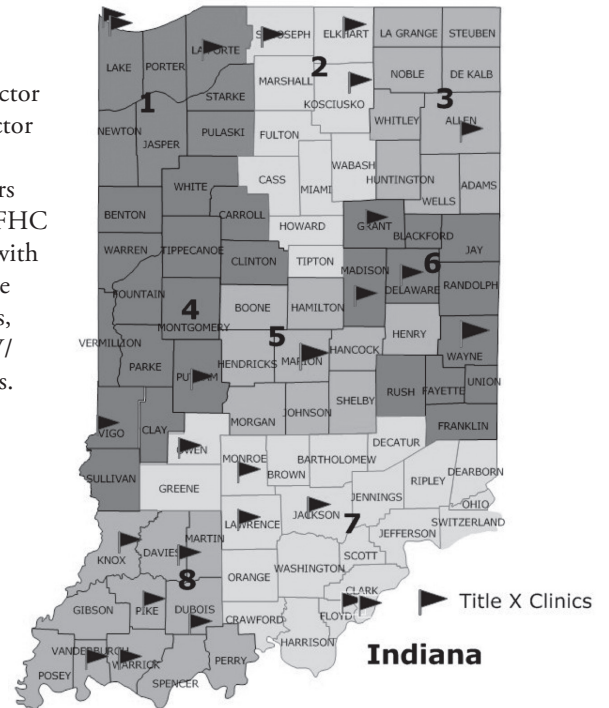 ctor
ctor
rs
FHC
with
e
s,
V/
s.
ST JOSEPH ELKHART LA GRANGE STEUBEN
LAKE PORTER LA PORTE
2
MARSHALL NOBLE DE KALB
1 STARKE KOSCIUSKO 3
NEWTON JASPER PULASKI FULTON WHITLEY ALLEN
WHITE CASS MIAMI WABASH HUNTINGTON WELLS ADAMS
BENTON CARROLL HOWARD GRANT BLACKFORD JAY
WARREN TIPPECANOE CLINTON TIPTON MADISON 6 DELAWARE RANDOLPH
FOUNTAIN 4 BOONE HAMILTON
MONTGOMERY 5 HENRY
VERMILLION PARKE PUTNAM HENDRICKS MARION HANCOCK WAYNE
RUSH FAYETTE UNION
MORGAN JOHNSON SHELBY
VIGO CLAY FRANKLIN
OWEN MONROE BROWN BARTHOLOMEW DECATUR
SULLIVAN GREENE RIPLEY DEARBORN
JENNINGS OHIO
LAWRENCE JACKSON 7 JEFFERSON SWITZERLAND
KNOX DAVIES MARTIN
8 ORANGE WASHINGTON SCOTT
GIBSON PIKE DUBOIS CRAWFORD CLARK
FLOYD
HARRISON
VANDERBURGH WARRICK PERRY
POSEY SPENCER
Title X Clinics
Indiana